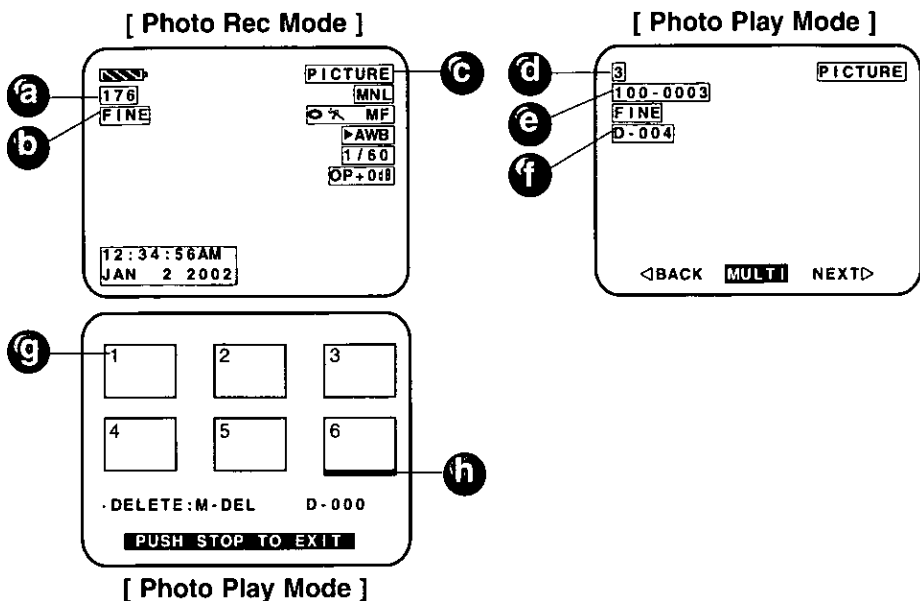 [ Photo Rec Mode ]
PICTURE
176
MNL
FINE
MF
▶AWB
1/60
OP+0dB
12:34:56AM
JAN 2 2002
a
b
c
[ Photo Play Mode ]
3
PICTURE
100-0003
FINE
D-004
◁BACK MULTI NEXT▷
d
e
f
1 2 3
4 5 6
·DELETE:M-DEL D-000
PUSH STOP TO EXIT
g
h
[ Photo Play Mode ]